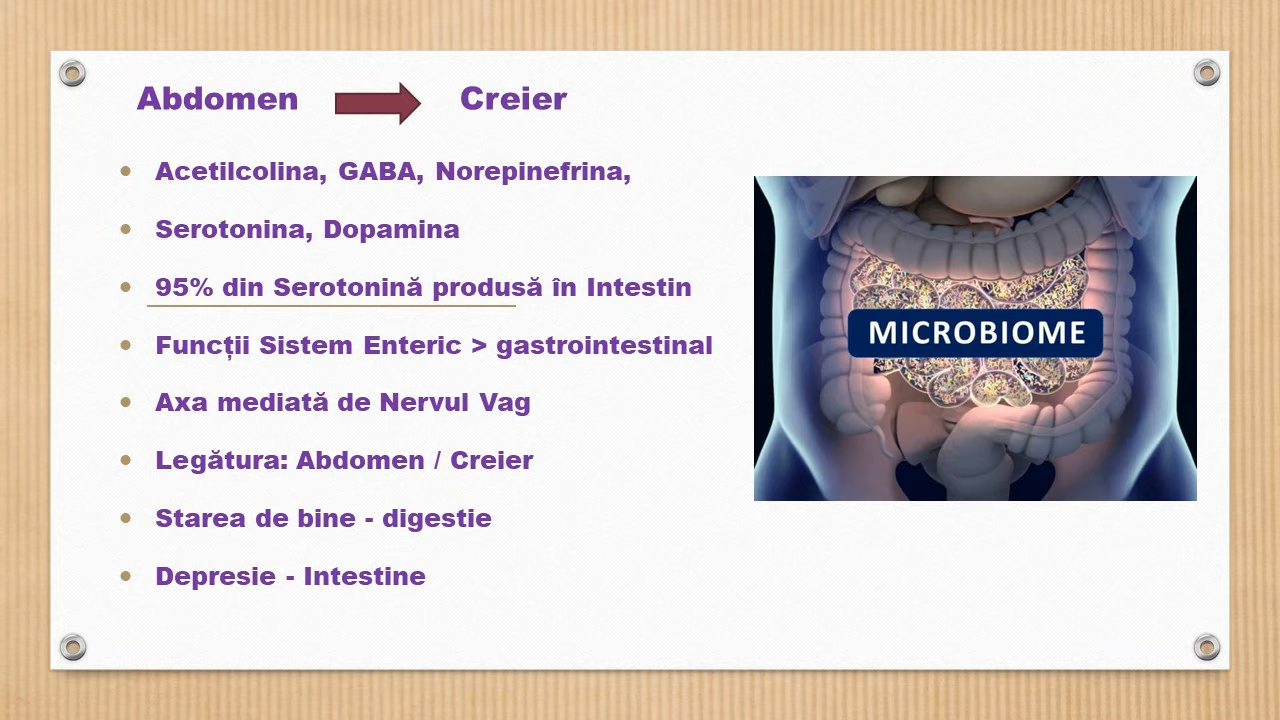 Abdomen Creier
Acetilcolina, GABA, Norepinefrina,
Serotonina, Dopamina
95% din Serotonină produsă în Intestin
Funcții Sistem Enteric > gastrointestinal
Axa mediată de Nervul Vag
Legătura: Abdomen / Creier
Starea de bine - digestie
Depresie - Intestine
MICROBIOME